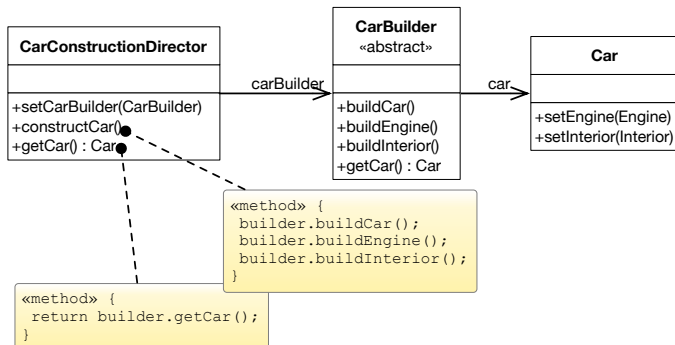 CarConstructionDirector
+setCarBuilder(CarBuilder)
+constructCar()
+getCar() : Car
carBuilder
CarBuilder
«abstract»
+buildCar()
+buildEngine()
+buildInterior()
+getCar() : Car
car
Car
+setEngine(Engine)
+setInterior(Interior)
«method» {
builder.buildCar();
builder.buildEngine();
builder.buildInterior();
}
«method» {
return builder.getCar();
}